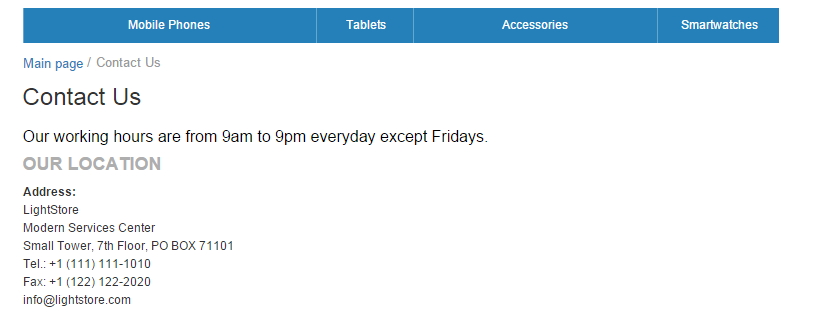 Mobile Phones Tablets Accessories Smartwatches
Main page / Contact Us
Contact Us
Our working hours are from 9am to 9pm everyday except Fridays.
OUR LOCATION
Address:
LightStore
Modern Services Center
Small Tower, 7th Floor, PO BOX 71101
Tel.: +1 (111) 111-1010
Fax: +1 (122) 122-2020
info@lightstore.com